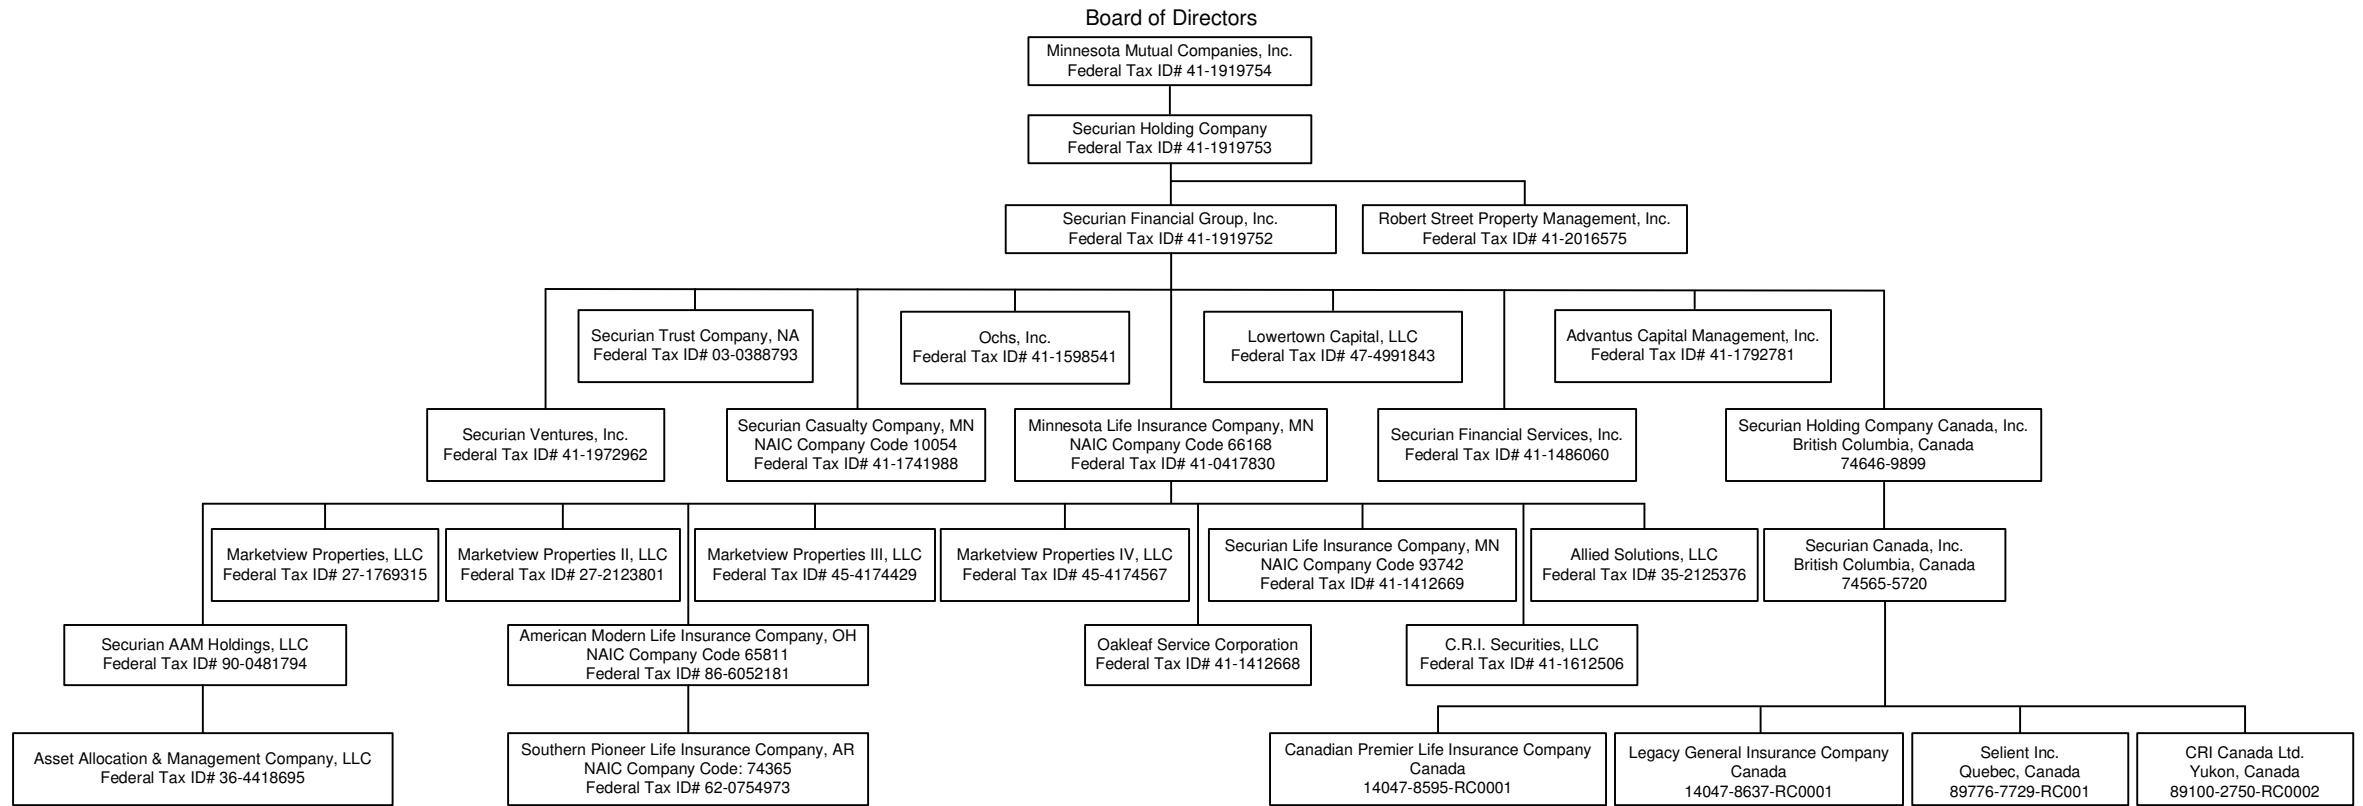 Board of Directors
Minnesota Mutual Companies, Inc.
Federal Tax ID# 41-1919754
Securian Holding Company
Federal Tax ID# 41-1919753
Securian Financial Group, Inc.
Federal Tax ID# 41-1919752
Robert Street Property Management, Inc.
Federal Tax ID# 41-2016575
Securian Trust Company, NA
Federal Tax ID# 03-0388793
Ochs, Inc.
Federal Tax ID# 41-1598541
Lowertown Capital, LLC
Federal Tax ID# 47-4991843
Advantus Capital Management, Inc.
Federal Tax ID# 41-1792781
Securian Ventures, Inc.
Federal Tax ID# 41-1972962
Securian Casualty Company, MN
NAIC Company Code 10054
Federal Tax ID# 41-1741988
Minnesota Life Insurance Company, MN
NAIC Company Code 66168
Federal Tax ID# 41-0417830
Securian Financial Services, Inc.
Federal Tax ID# 41-1486060
Securian Holding Company Canada, Inc.
British Columbia, Canada
74646-9899
Marketview Properties, LLC
Federal Tax ID# 27-1769315
Marketview Properties II, LLC
Federal Tax ID# 27-2123801
Marketview Properties III, LLC
Federal Tax ID# 45-4174429
Marketview Properties IV, LLC
Federal Tax ID# 45-4174567
Securian Life Insurance Company, MN
NAIC Company Code 93742
Federal Tax ID# 41-1412669
Allied Solutions, LLC
Federal Tax ID# 35-2125376
Securian Canada, Inc.
British Columbia, Canada
74565-5720
Securian AAM Holdings, LLC
Federal Tax ID# 90-0481794
American Modern Life Insurance Company, OH
NAIC Company Code 65811
Federal Tax ID# 86-6052181
Oakleaf Service Corporation
Federal Tax ID# 41-1412668
C.R.I. Securities, LLC
Federal Tax ID# 41-1612506
Asset Allocation & Management Company, LLC
Federal Tax ID# 36-4418695
Southern Pioneer Life Insurance Company, AR
NAIC Company Code: 74365
Federal Tax ID# 62-0754973
Canadian Premier Life Insurance Company
Canada
14047-8595-RC0001
Legacy General Insurance Company
Canada
14047-8637-RC0001
Selient Inc.
Quebec, Canada
89776-7729-RC001
CRI Canada Ltd.
Yukon, Canada
89100-2750-RC0002